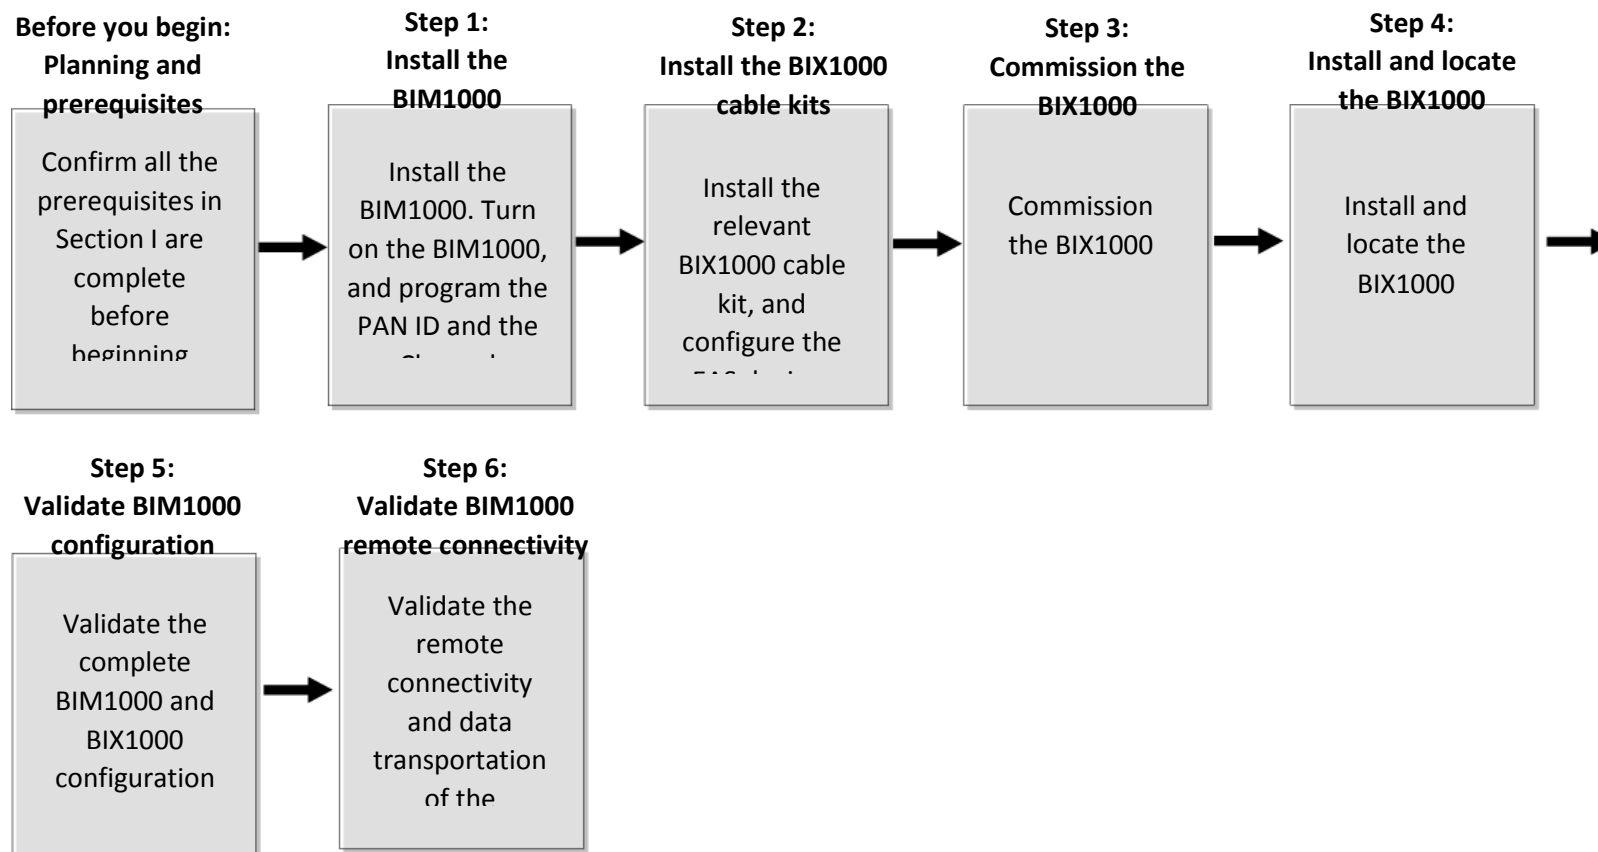 Before you begin:
Planning and
prerequisites
Confirm all the
prerequisites in
Section I are
complete
before
beginning
Step 1:
Install the
BIM1000
Install the
BIM1000. Turn
on the BIM1000,
and program the
PAN ID and the
Step 2:
Install the BIX1000
cable kits
Install the
relevant
BIX1000 cable
kit, and
configure the
Step 3:
Commission the
BIX1000
Commission
the BIX1000
Step 4:
Install and locate
the BIX1000
Install and
locate the
BIX1000
Step 5:
Validate BIM1000
configuration
Validate the
complete
BIM1000 and
BIX1000
configuration
Step 6:
Validate BIM1000
remote connectivity
Validate the
remote
connectivity
and data
transportation
of the